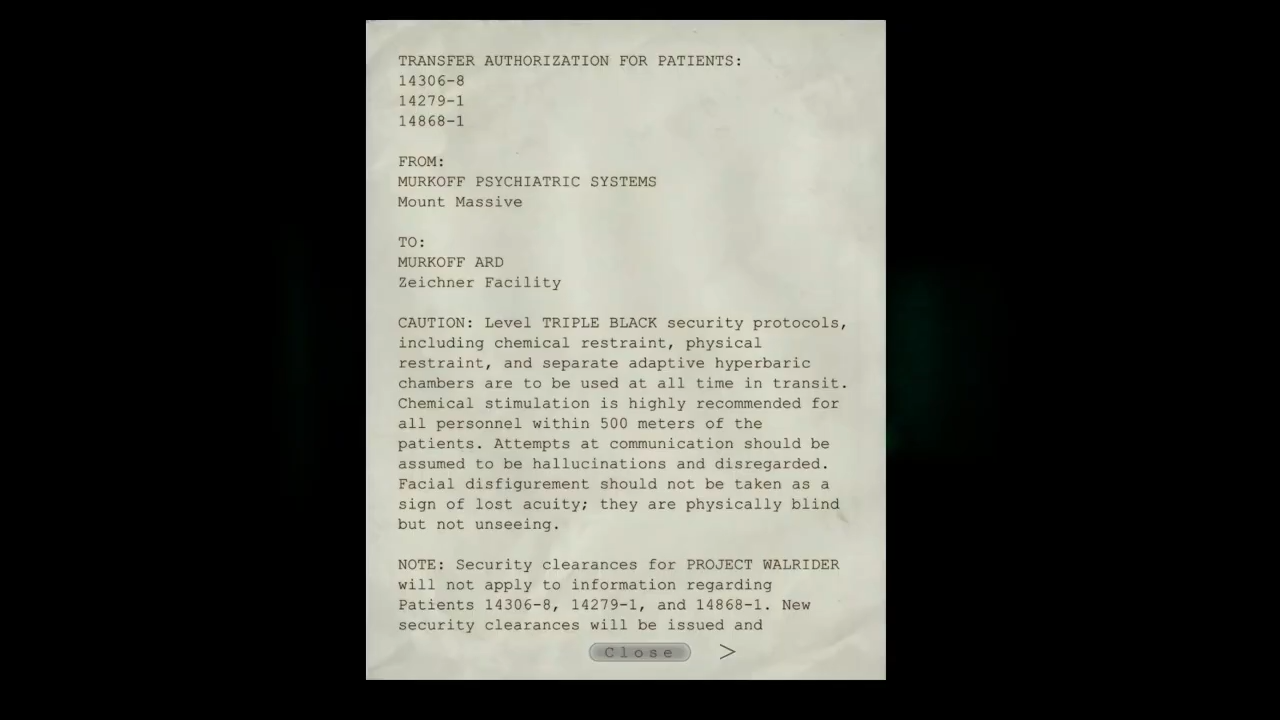 TRANSFER AUTHORIZATION FOR PATIENTS:
14306-8
14279-1
14868-1
FROM:
MURKOFF PSYCHIATRIC SYSTEMS
Mount Massive
TO:
MURKOFF ARD
Zeichner Facility
CAUTION: Level TRIPLE BLACK security protocols,
including chemical restraint, physical
restraint, and separate adaptive hyperbaric
chambers are to be used at all time in transit.
Chemical stimulation is highly recommended for
all personnel within 500 meters of the
patients. Attempts at communication should be
assumed to be hallucinations and disregarded.
Facial disfigurement should not be taken as a
sign of lost acuity; they are physically blind
but not unseeing.
NOTE: Security clearances for PROJECT WALRIDER
will not apply to information regarding
Patients 14306-8, 14279-1, and 14868-1. New
security clearances will be issued and
Close >